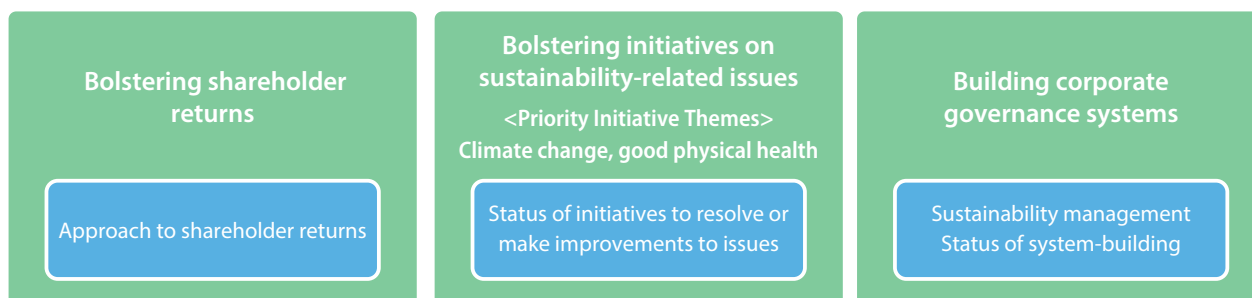 Bolstering shareholder
returns
Approach to shareholder returns
Bolstering initiatives on
sustainability-related issues
<Priority Initiative Themes>
Climate change, good physical health
Status of initiatives to resolve or
make improvements to issues
Building corporate
governance systems
Sustainability management
Status of system-building